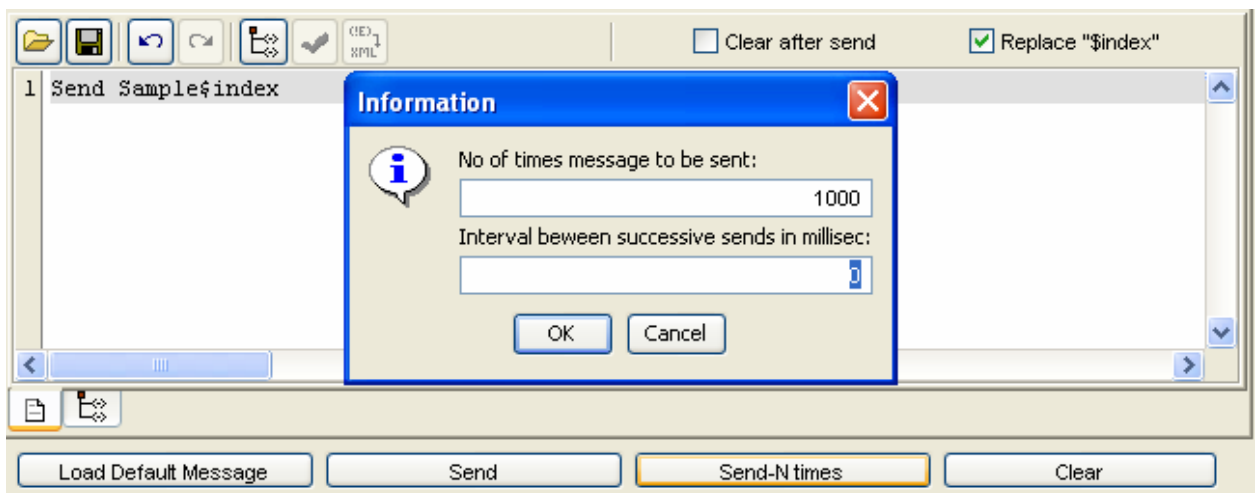 (!E)
XML
Clear after send
Replace "$index"
1 Send Sample$index
Information
No of times message to be sent:
1000
Interval beween successive sends in millisec:
0
OK
Cancel
Load Default Message
Send
Send-N times
Clear